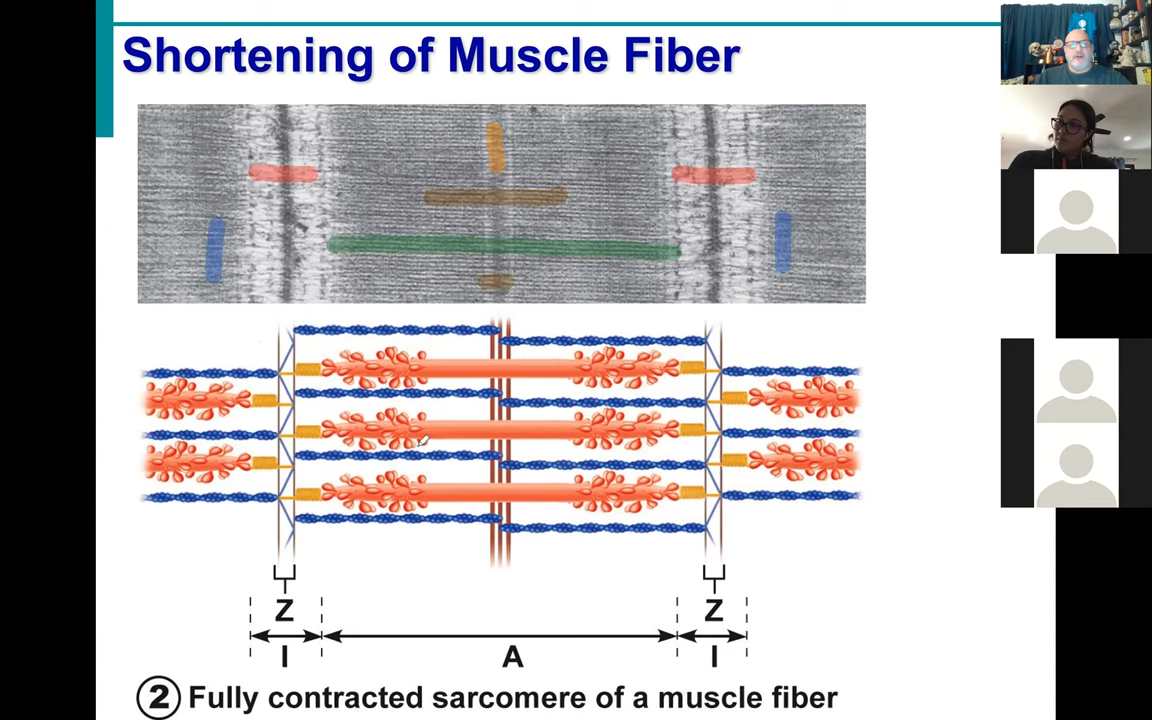 Shortening of Muscle Fiber
Z Z
I A I
2 Fully contracted sarcomere of a muscle fiber